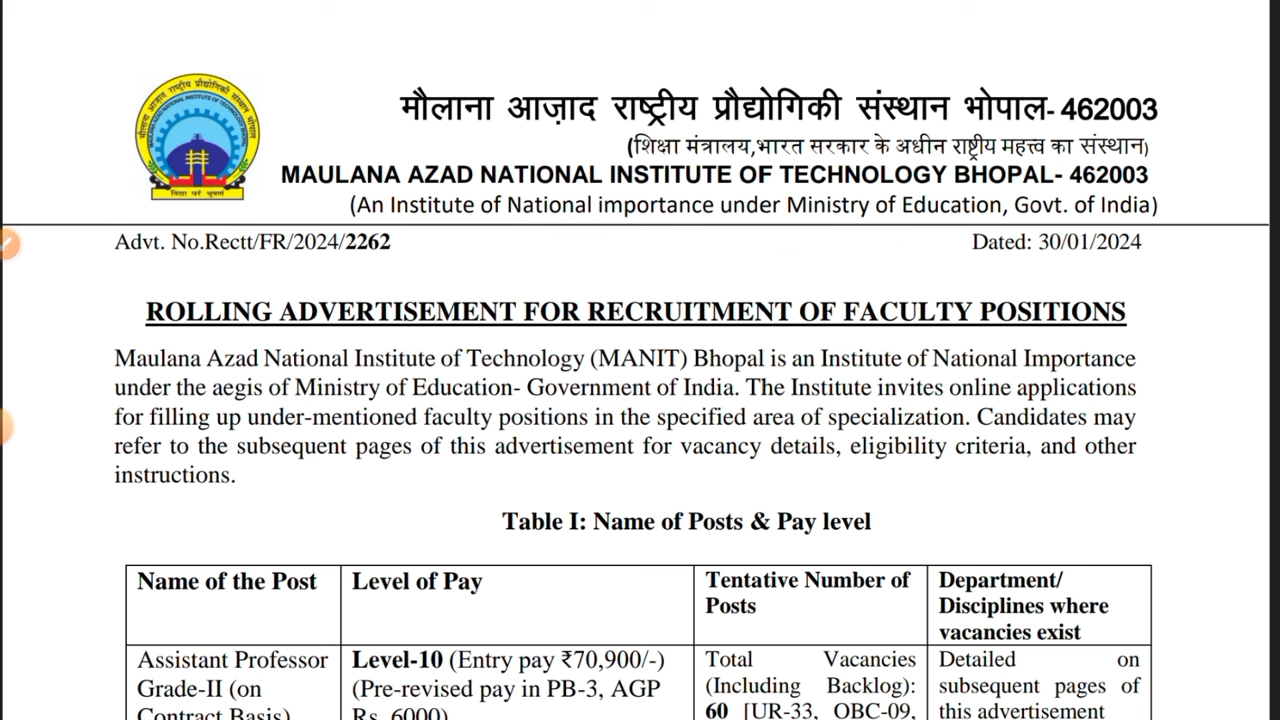 मौलाना आज़ाद राष्ट्रीय प्रौद्योगिकी संस्थान भोपाल- 462003
(शिक्षा मंत्रालय,भारत सरकार के अधीन राष्ट्रीय महत्त्व का संस्थान)
MAULANA AZAD NATIONAL INSTITUTE OF TECHNOLOGY BHOPAL- 462003
(An Institute of National importance under Ministry of Education, Govt. of India)
Advt. No.Rectt/FR/2024/2262 Dated: 30/01/2024
ROLLING ADVERTISEMENT FOR RECRUITMENT OF FACULTY POSITIONS
Maulana Azad National Institute of Technology (MANIT) Bhopal is an Institute of National Importance
under the aegis of Ministry of Education- Government of India. The Institute invites online applications
for filling up under-mentioned faculty positions in the specified area of specialization. Candidates may
refer to the subsequent pages of this advertisement for vacancy details, eligibility criteria, and other
instructions.
Table I: Name of Posts & Pay level
Name of the Post
Level of Pay
Tentative Number of
Posts
Department/
Disciplines where
vacancies exist
Assistant Professor
Grade-II (on
Contract Basis)
Level-10 (Entry pay ₹70,900/-)
(Pre-revised pay in PB-3, AGP
Rs. 6000)
Total Vacancies
(Including Backlog):
60 [UR-33, OBC-09,
Detailed on
subsequent pages of
this advertisement